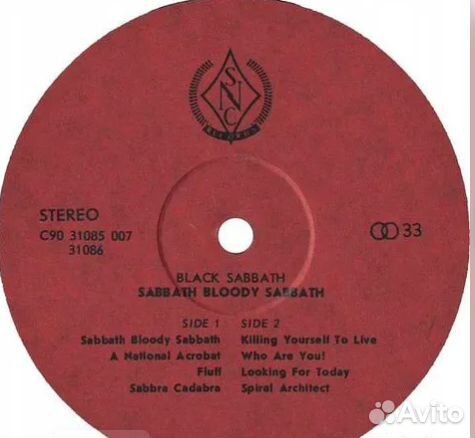 SNC
RECORDS
STEREO
C90 31085 007
31086
33
BLACK SABBATH
SABBATH BLOODY SABBATH
SIDE 1 SIDE 2
Sabbath Bloody Sabbath Killing Yourself To Live
A National Acrobat Who Are You!
Fluff Looking For Today
Sabbra Cadabra Spiral Architect
Avito